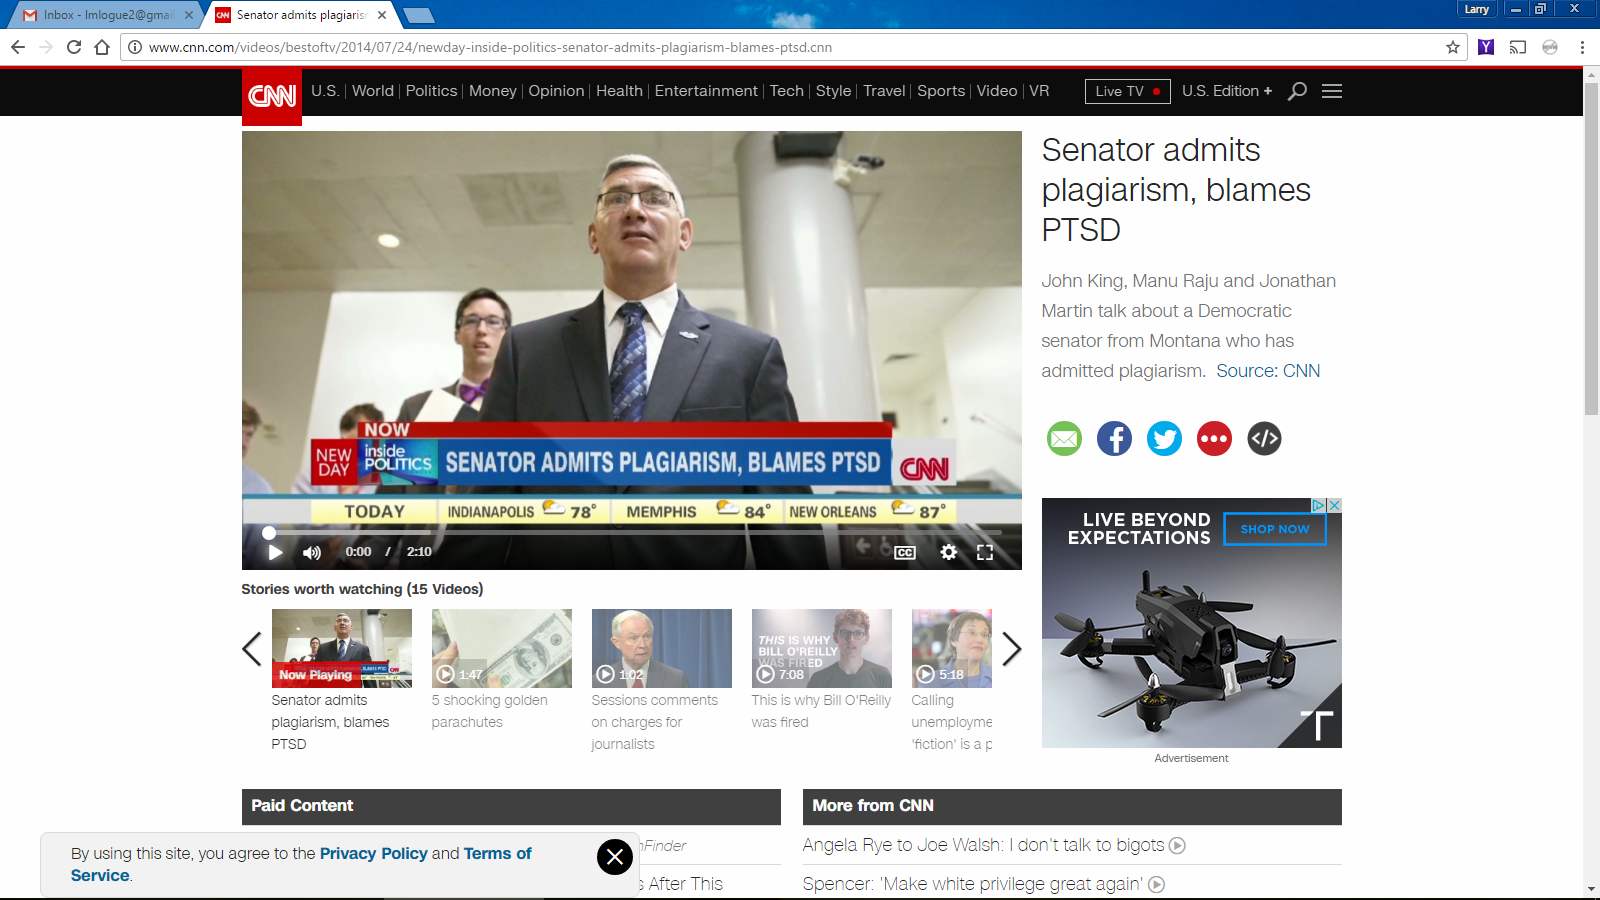 Inbox - lmlogue2@gmai
Senator admits plagiarism
Larry
www.cnn.com/videos/bestoftv/2014/07/24/newday-inside-politics-senator-admits-plagiarism-blames-ptsd.cnn
CNN
U.S. | World | Politics | Money | Opinion | Health | Entertainment | Tech | Style | Travel | Sports | Video | VR
Live TV
U.S. Edition +
NOW
NEW DAY
inside POLITICS
SENATOR ADMITS PLAGIARISM, BLAMES PTSD
CNN
TODAY
INDIANAPOLIS 78°
MEMPHIS 84°
NEW ORLEANS 87°
0:00 / 2:10
CC
Senator admits
plagiarism, blames
PTSD
John King, Manu Raju and Jonathan
Martin talk about a Democratic
senator from Montana who has
admitted plagiarism. Source: CNN
LIVE BEYOND
EXPECTATIONS
SHOP NOW
T
Advertisement
Stories worth watching (15 Videos)
Now Playing
Senator admits
plagiarism, blames
PTSD
1:47
5 shocking golden
parachutes
1:02
Sessions comments
on charges for
journalists
THIS IS WHY
BILL O'REILLY
WAS FIRED
7:08
This is why Bill O'Reilly
was fired
5:18
Calling
unemployme
'fiction' is a p
Paid Content
nFinder
s After This
More from CNN
Angela Rye to Joe Walsh: I don't talk to bigots
Spencer: 'Make white privilege great again'
By using this site, you agree to the Privacy Policy and Terms of
Service.